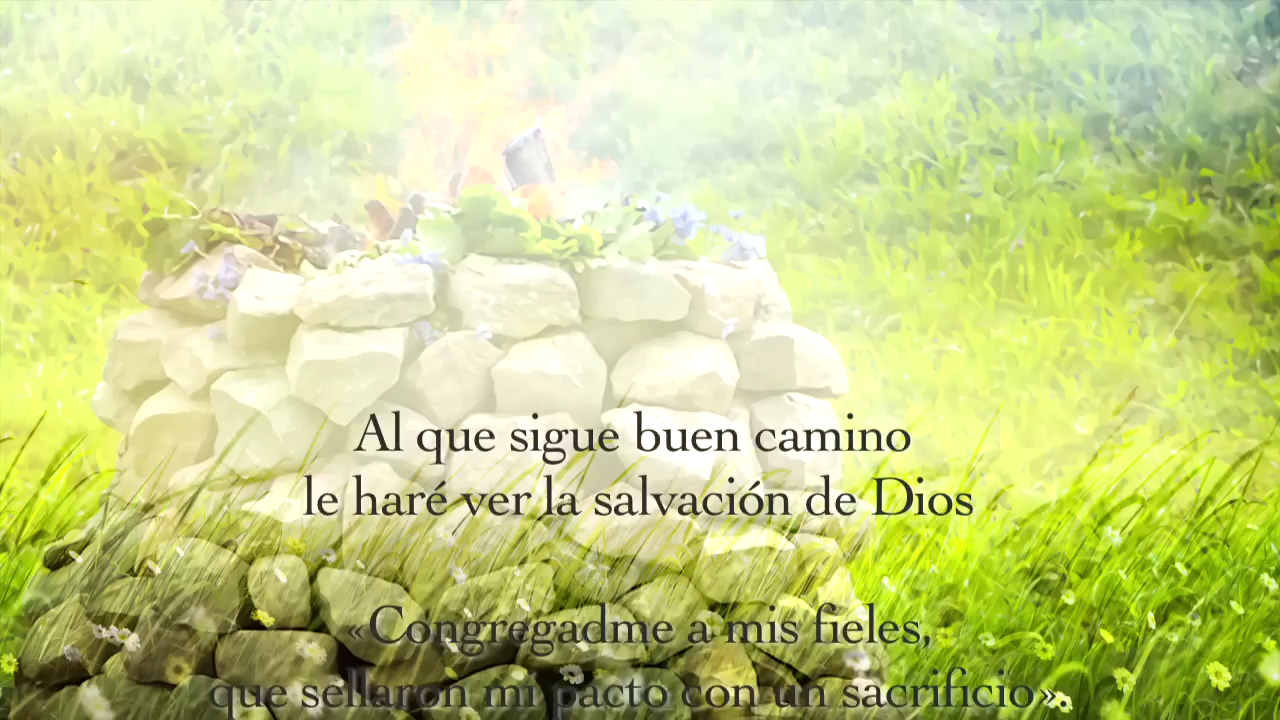 Al que sigue buen camino
le haré ver la salvación de Dios
«Congregadme a mis fieles,
que sellaron mi pacto con un sacrificio».